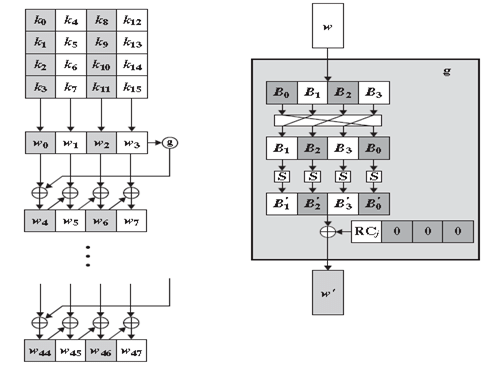 k0 k4 k8 k12
k1 k5 k9 k13
k2 k6 k10 k14
k3 k7 k11 k15
w0 w1 w2 w3 g
w4 w5 w6 w7
w44 w45 w46 w47
w
g
B0 B1 B2 B3
B1 B2 B3 B0
S S S S
B'1 B'2 B'3 B'0
RCj 0 0 0
w'